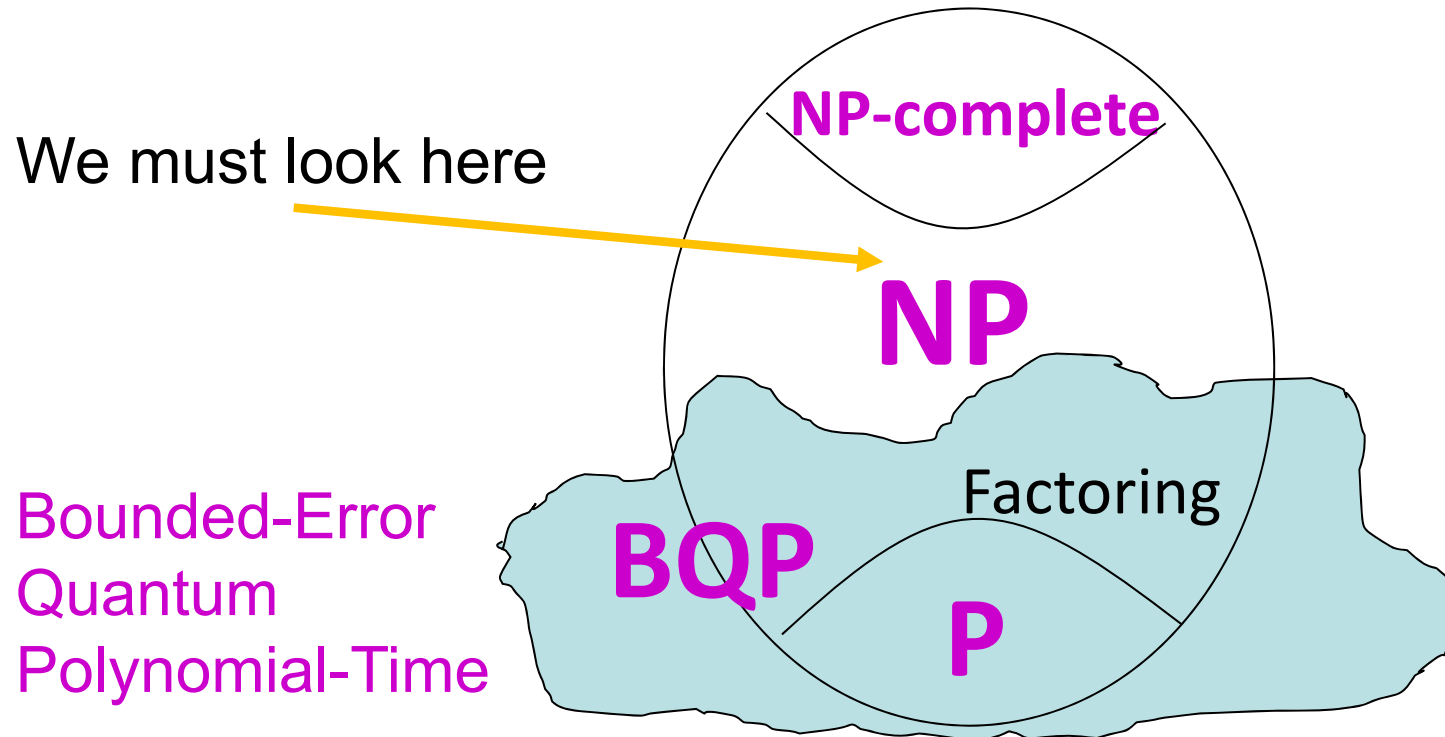 NP-complete
We must look here
NP
Factoring
Bounded-Error
Quantum
Polynomial-Time
BQP
P